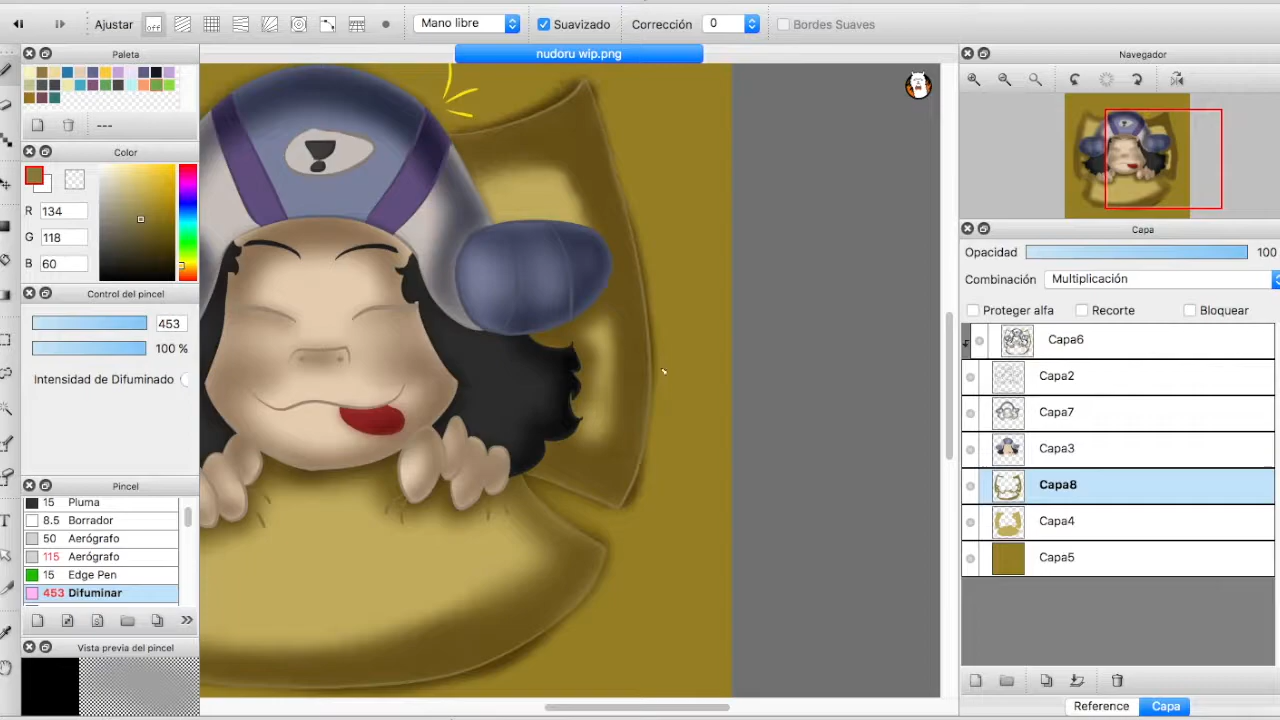 Ajustar off Mano libre Suavizado Corrección 0 Bordes Suaves
Paleta
nudoru wip.png
Navegador
---
Color
R 134
G 118
B 60
Capa
Opacidad 100
Combinación Multiplicación
Proteger alfa Recorte Bloquear
Control del pincel
453
100 %
Intensidad de Difuminado
Capa6
Capa2
Capa7
Capa3
Capa8
Capa4
Capa5
Pincel
15 Pluma
8.5 Borrador
50 Aerógrafo
115 Aerógrafo
15 Edge Pen
453 Difuminar
Vista previa del pincel
Reference Capa